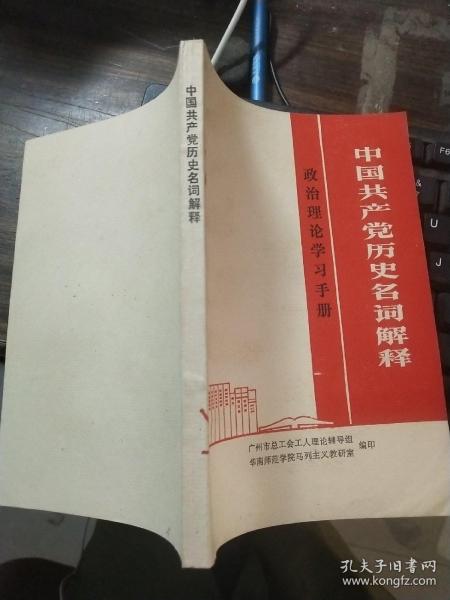 中国共产党历史名词解释
中国共产党历史名词解释
政治理论学习手册
广州市总工会工人理论辅导组
华南师范学院马列主义教研室
编印
F6
U
J
孔夫子旧书网
www.kongfz.com